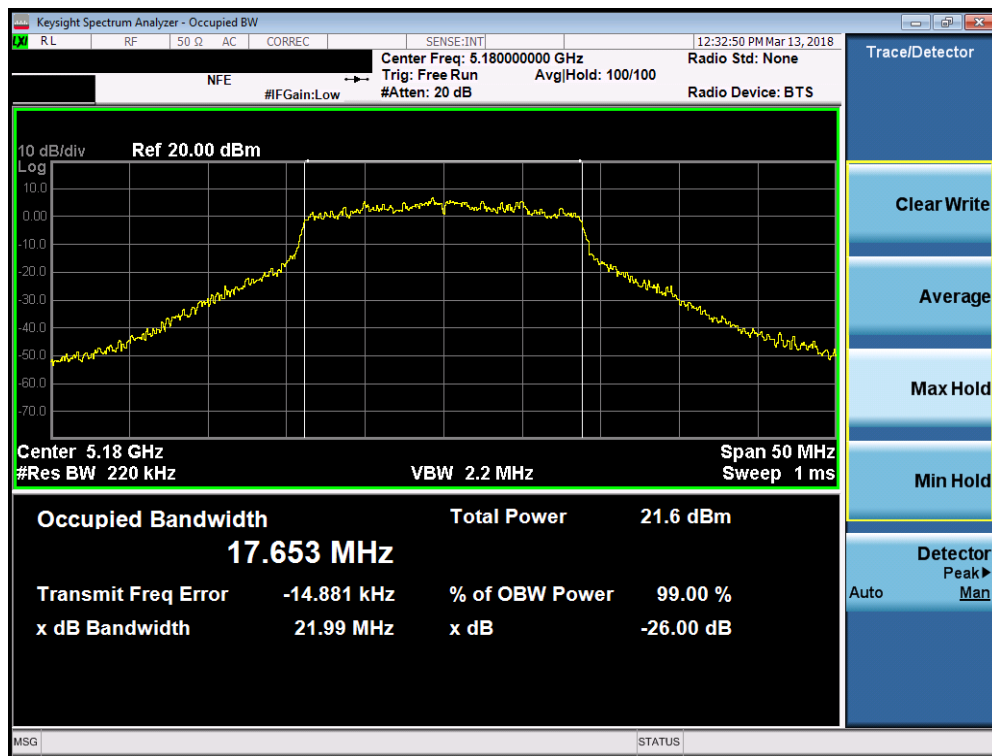 Keysight Spectrum Analyzer - Occupied BW
LXI RL RF 50 Ω AC CORREC SENSE:INT 12:32:50 PM Mar 13, 2018
Center Freq: 5.180000000 GHz Radio Std: None
NFE Trig: Free Run Avg|Hold: 100/100
#IFGain:Low #Atten: 20 dB Radio Device: BTS
10 dB/div Ref 20.00 dBm
Log
10.0
0.00
-10.0
-20.0
-30.0
-40.0
-50.0
-60.0
-70.0
Center 5.18 GHz Span 50 MHz
#Res BW 220 kHz VBW 2.2 MHz Sweep 1 ms
Occupied Bandwidth Total Power 21.6 dBm
17.653 MHz
Transmit Freq Error -14.881 kHz % of OBW Power 99.00 %
x dB Bandwidth 21.99 MHz x dB -26.00 dB
Trace/Detector
Clear Write
Average
Max Hold
Min Hold
Detector
Peak▶
Auto Man
MSG STATUS